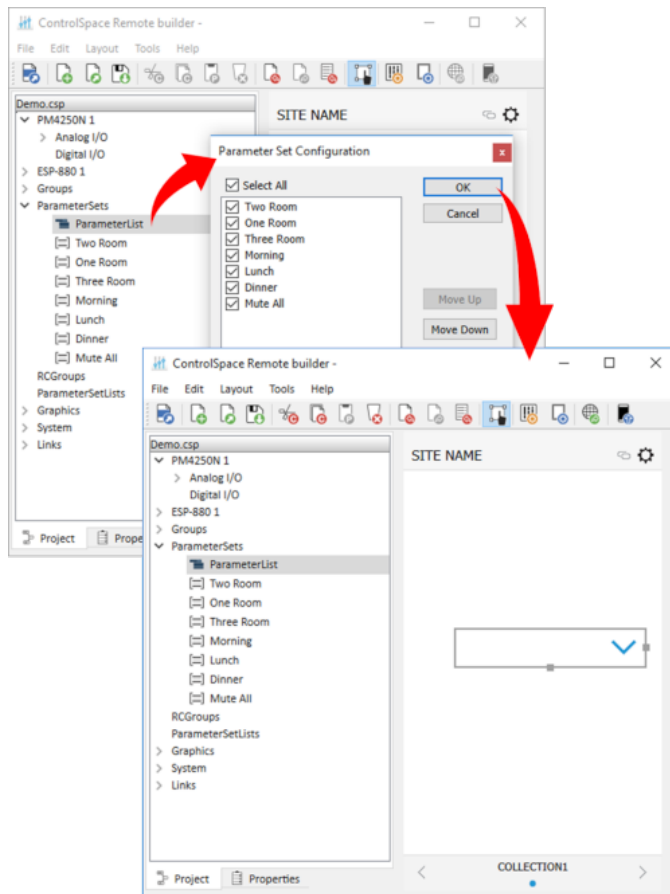 ControlSpace Remote builder -
File Edit Layout Tools Help
Demo.csp
PM4250N 1
Analog I/O
Digital I/O
ESP-880 1
Groups
ParameterSets
ParameterList
Two Room
One Room
Three Room
Morning
Lunch
Dinner
Mute All
RCGroups
ParameterSetLists
Graphics
System
Links
Project Prope
SITE NAME
Parameter Set Configuration
x
Select All
Two Room
One Room
Three Room
Morning
Lunch
Dinner
Mute All
OK
Cancel
Move Up
Move Down
ControlSpace Remote builder -
File Edit Layout Tools Help
Demo.csp
PM4250N 1
Analog I/O
Digital I/O
ESP-880 1
Groups
ParameterSets
ParameterList
Two Room
One Room
Three Room
Morning
Lunch
Dinner
Mute All
RCGroups
ParameterSetLists
Graphics
System
Links
Project Properties
SITE NAME
COLLECTION1